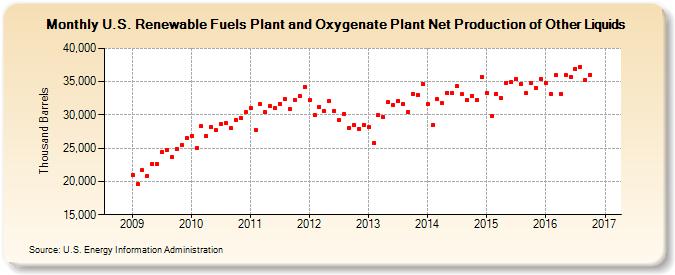 Monthly U.S. Renewable Fuels Plant and Oxygenate Plant Net Production of Other Liquids
Thousand Barrels
40,000
35,000
30,000
25,000
20,000
15,000
2009 2010 2011 2012 2013 2014 2015 2016 2017
Source: U.S. Energy Information Administration